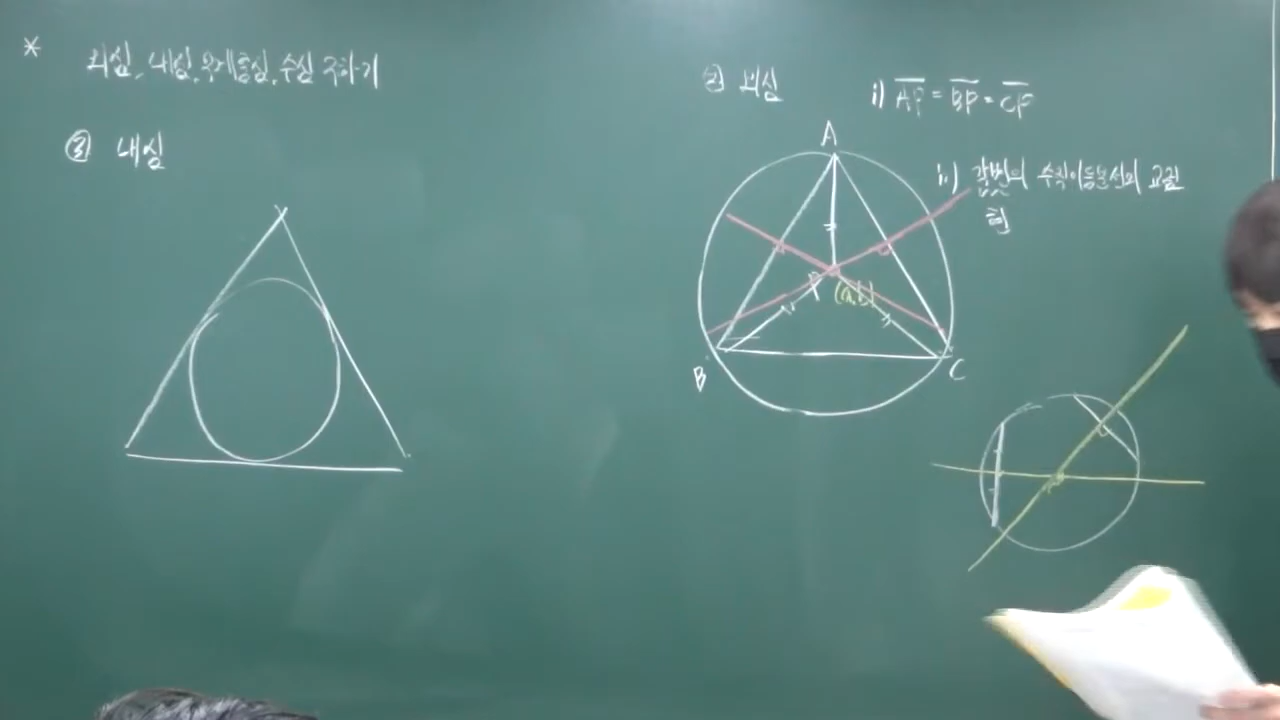 * 외심, 내심, 무게중심, 수심 구하기
③ 내심
② 외심
i) AP = BP = CP
ii) 각변의 수직이등분선의 교점
현
A
P
(a,b)
B
C